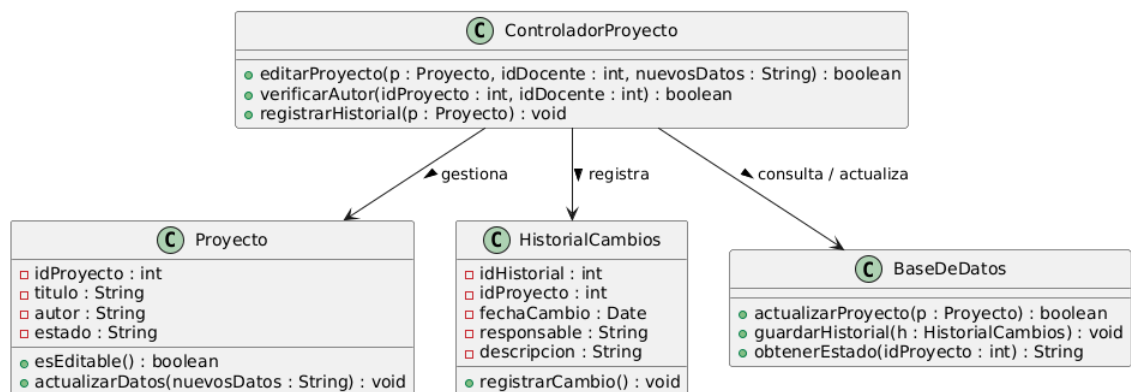 C ControladorProyecto
editarProyecto(p : Proyecto, idDocente : int, nuevosDatos : String) : boolean
verificarAutor(idProyecto : int, idDocente : int) : boolean
registrarHistorial(p : Proyecto) : void
gestiona
registra
consulta / actualiza
C Proyecto
idProyecto : int
titulo : String
autor : String
estado : String
esEditable() : boolean
actualizarDatos(nuevosDatos : String) : void
C HistorialCambios
idHistorial : int
idProyecto : int
fechaCambio : Date
responsable : String
descripcion : String
registrarCambio() : void
C BaseDeDatos
actualizarProyecto(p : Proyecto) : boolean
guardarHistorial(h : HistorialCambios) : void
obtenerEstado(idProyecto : int) : String